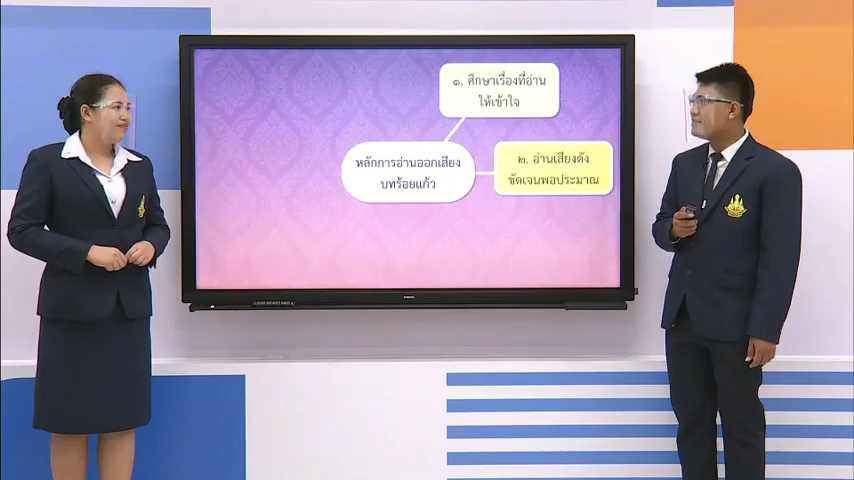 ๑. ศึกษาเรื่องที่อ่าน
ให้เข้าใจ
หลักการอ่านออกเสียง
บทร้อยแก้ว
๒. อ่านเสียงดัง
ชัดเจนพอประมาณ